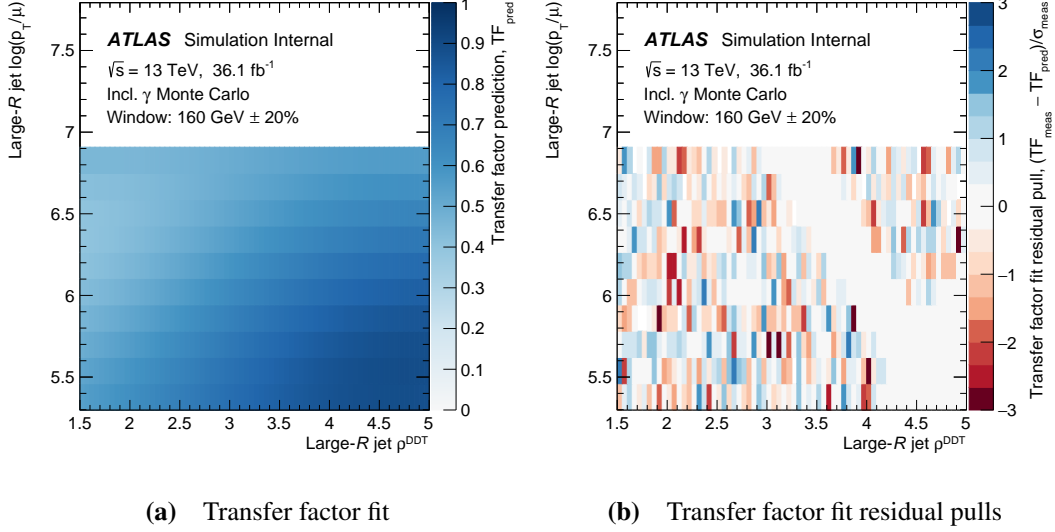 Large-R jet log(p_T/μ)
7.5
7
6.5
6
5.5
ATLAS Simulation Internal
√s = 13 TeV, 36.1 fb⁻¹
Incl. γ Monte Carlo
Window: 160 GeV ± 20%
1.5 2 2.5 3 3.5 4 4.5 5
Large-R jet ρ^DDT
1
0.9
0.8
0.7
0.6
0.5
0.4
0.3
0.2
0.1
0
Transfer factor prediction, TF_pred
(a) Transfer factor fit
Large-R jet log(p_T/μ)
7.5
7
6.5
6
5.5
ATLAS Simulation Internal
√s = 13 TeV, 36.1 fb⁻¹
Incl. γ Monte Carlo
Window: 160 GeV ± 20%
1.5 2 2.5 3 3.5 4 4.5 5
Large-R jet ρ^DDT
3
2
1
0
−1
−2
−3
Transfer factor fit residual pull, (TF_meas − TF_pred)/σ_meas
(b) Transfer factor fit residual pulls